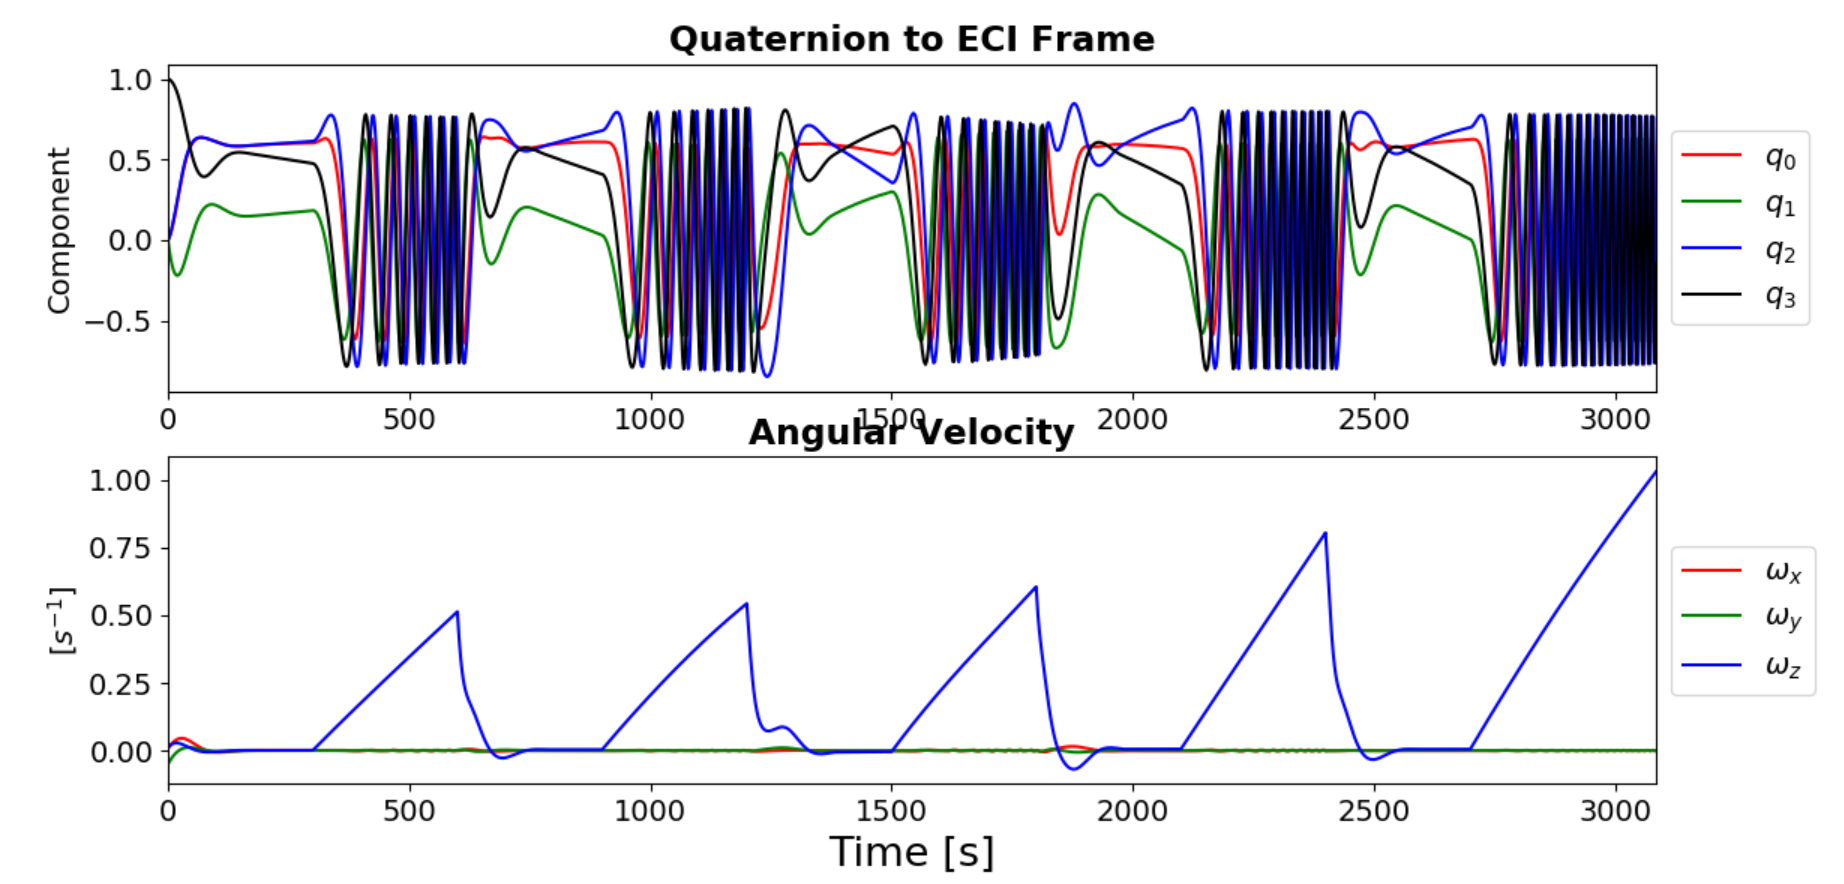 Quaternion to ECI Frame
1.0
0.5
0.0
−0.5
Component
0 500 1000 1500 2000 2500 3000
q₀
q₁
q₂
q₃
Angular Velocity
1.00
0.75
0.50
0.25
0.00
[s⁻¹]
0 500 1000 1500 2000 2500 3000
Time [s]
ωₓ
ω_y
ω_z